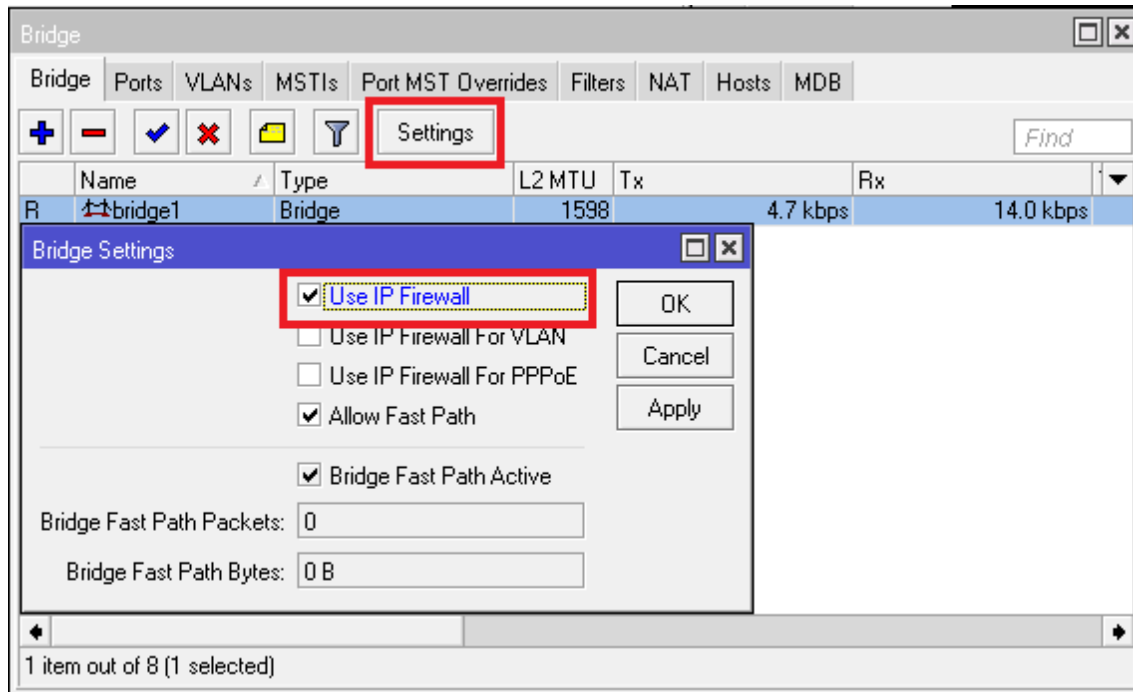 Bridge
Bridge Ports VLANs MSTIs Port MST Overrides Filters NAT Hosts MDB
Settings Find
Name Type L2 MTU Tx Rx
R bridge1 Bridge 1598 4.7 kbps 14.0 kbps
Bridge Settings
Use IP Firewall OK
Use IP Firewall For VLAN
Cancel
Use IP Firewall For PPPoE
Allow Fast Path Apply
Bridge Fast Path Active
Bridge Fast Path Packets: 0
Bridge Fast Path Bytes: 0 B
1 item out of 8 (1 selected)